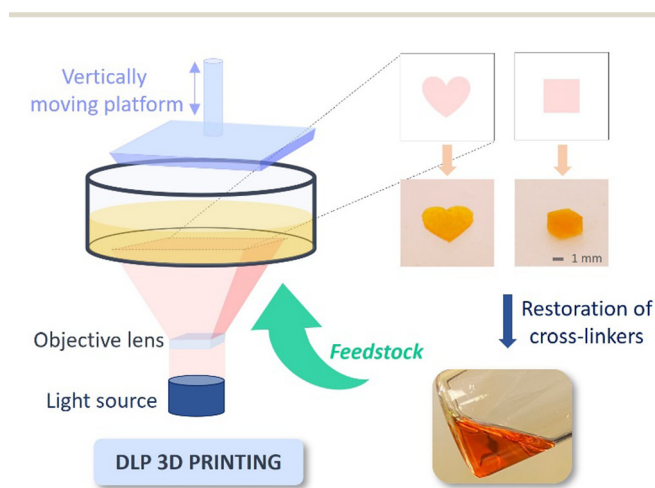 Vertically
moving platform
1 mm
Objective lens
Feedstock
Restoration of
cross-linkers
Light source
DLP 3D PRINTING